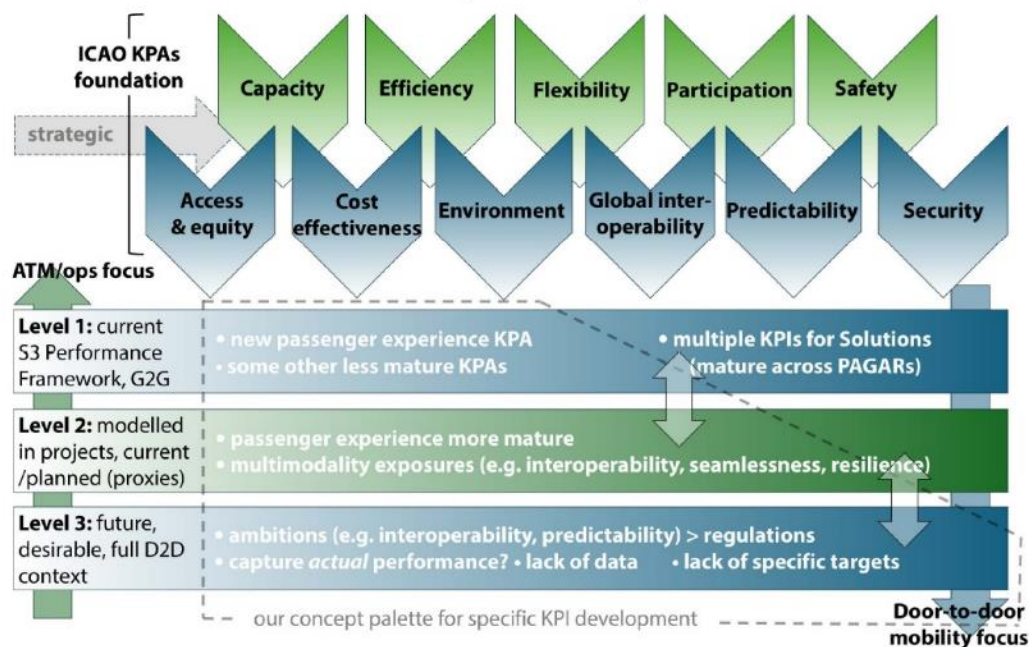 ICAO KPAs
foundation
Capacity
Efficiency
Flexibility
Participation
Safety
strategic
Access
& equity
Cost
effectiveness
Environment
Global inter-
operability
Predictability
Security
ATM/ops focus
Level 1: current
S3 Performance
Framework, G2G
• new passenger experience KPA
• some other less mature KPAs
• multiple KPIs for Solutions
(mature across PAGARs)
Level 2: modelled
in projects, current
/planned (proxies)
• passenger experience more mature
• multimodality exposures (e.g. interoperability, seamlessness, resilience)
Level 3: future,
desirable, full D2D
context
• ambitions (e.g. interoperability, predictability) > regulations
• capture actual performance? • lack of data • lack of specific targets
our concept palette for specific KPI development
Door-to-door
mobility focus